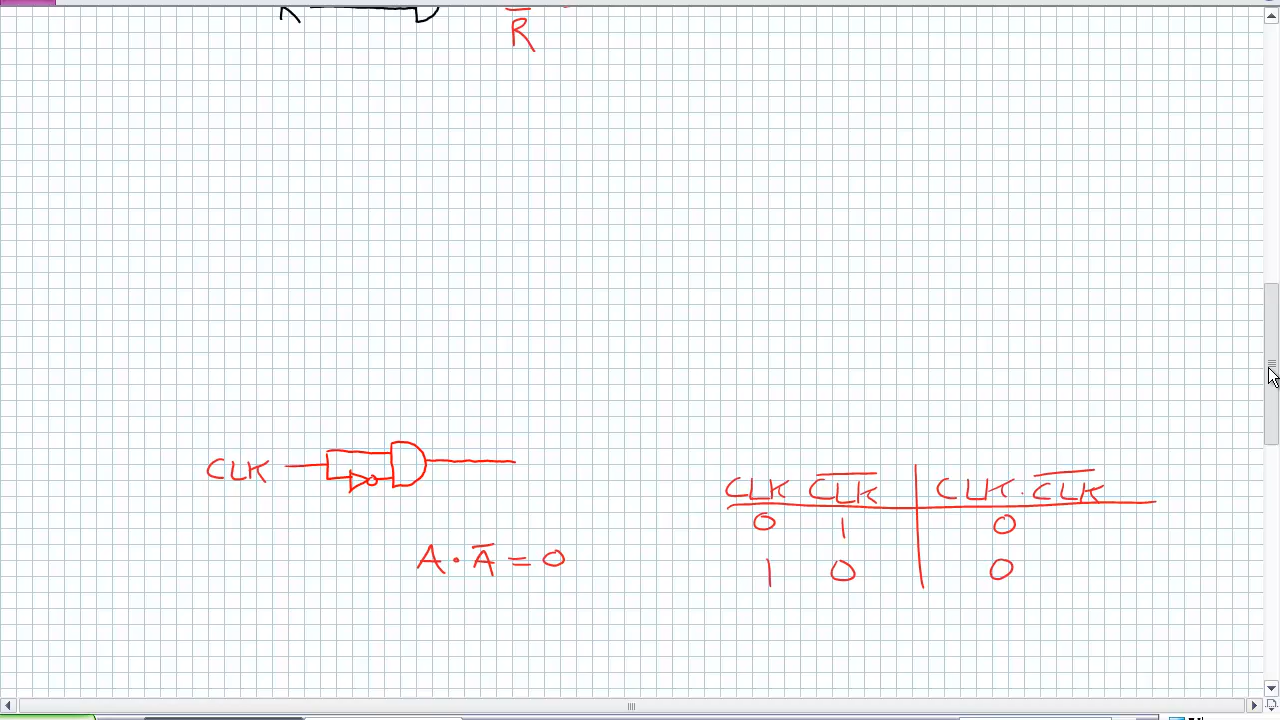 R̅
CLK
CLK C̅L̅K̅ CLK · C̅L̅K̅
0 1 0
A · A̅ = 0
1 0 0